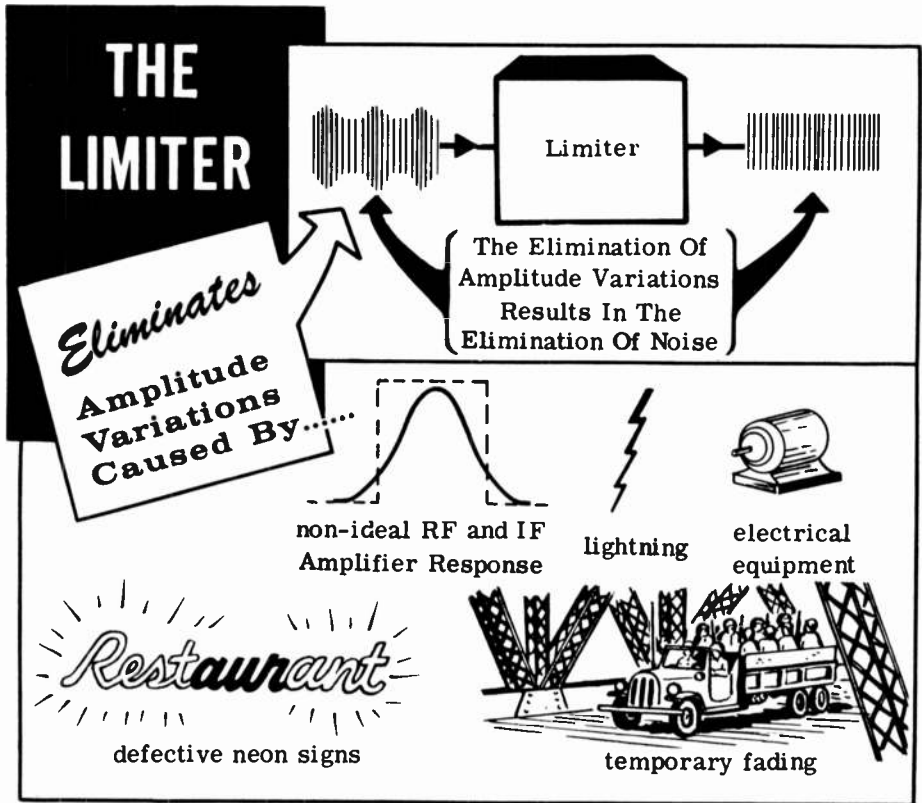 THE
LIMITER
Limiter
The Elimination Of
Amplitude Variations
Results In The
Elimination Of Noise
Eliminates
Amplitude
Variations
Caused By......
non-ideal RF and IF
Amplifier Response
lightning
electrical
equipment
Restaurant
defective neon signs
temporary fading